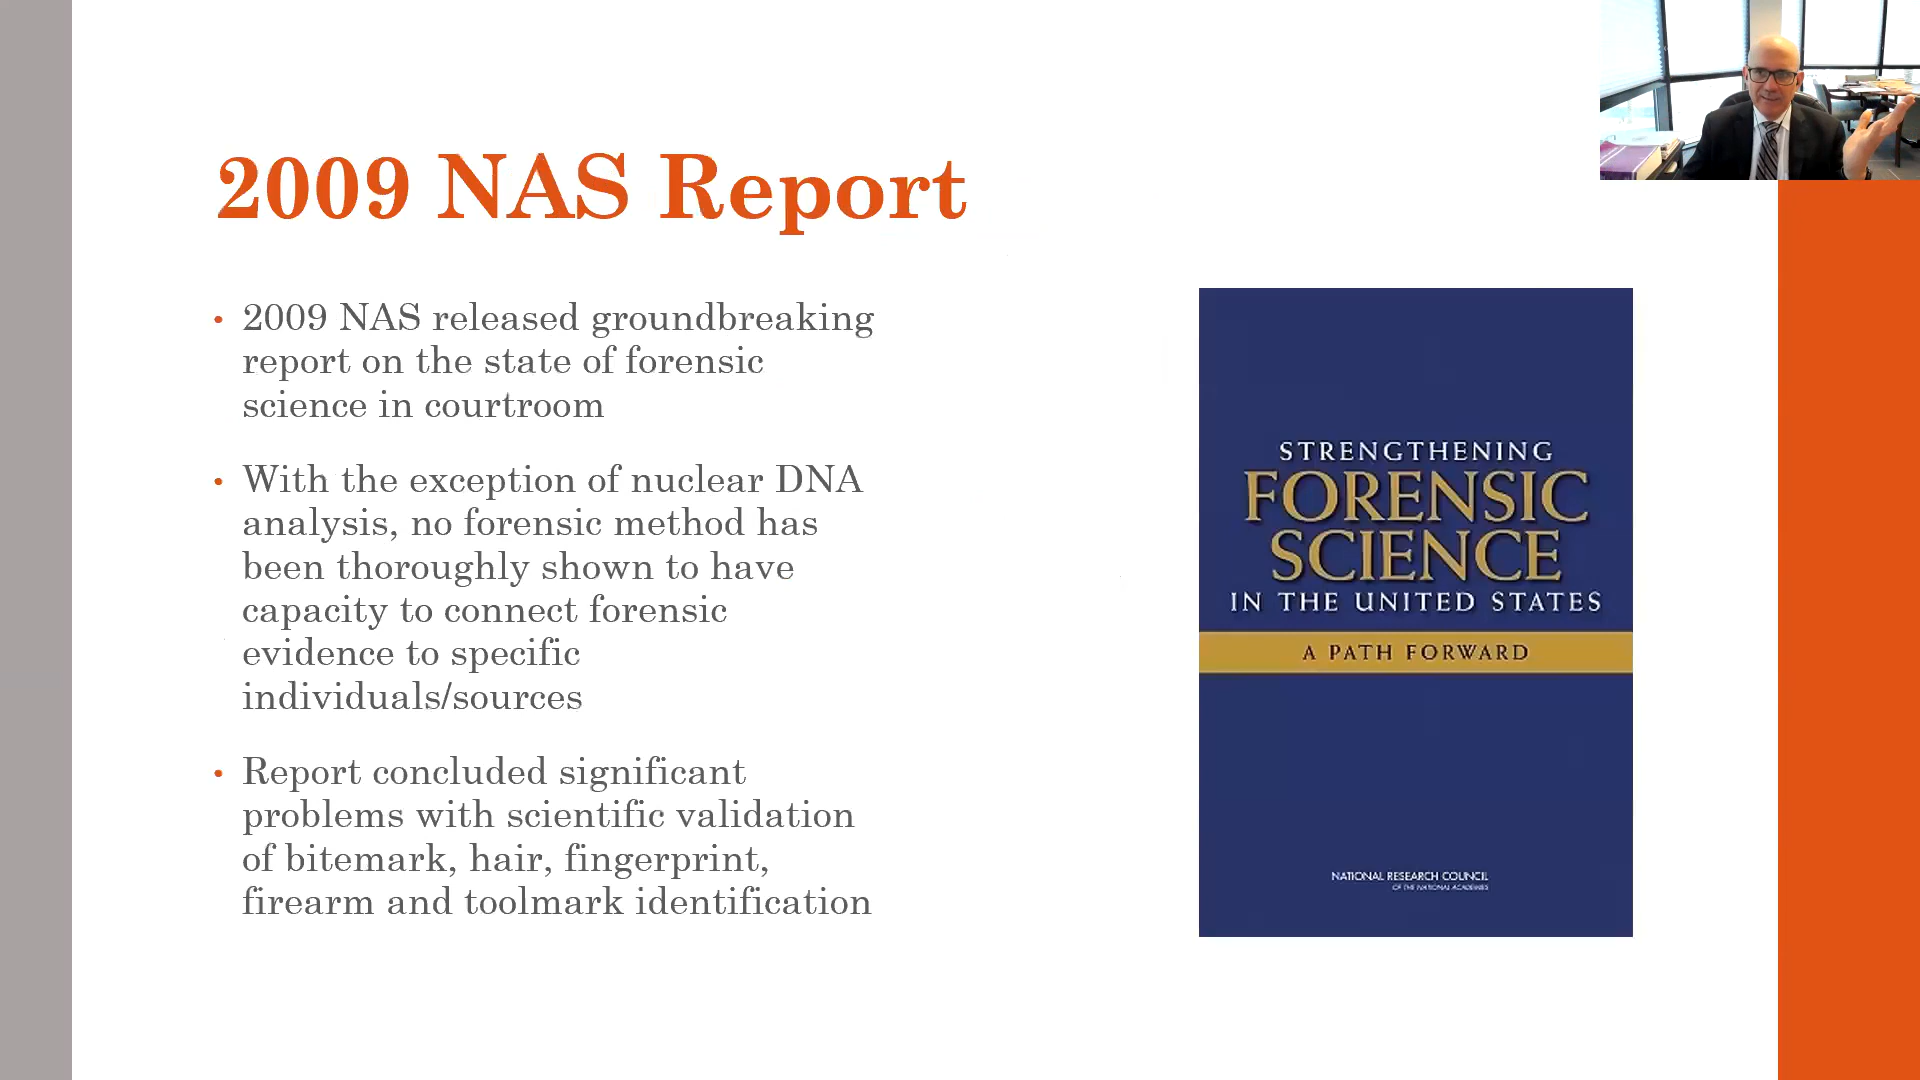 2009 NAS Report
• 2009 NAS released groundbreaking
report on the state of forensic
science in courtroom
• With the exception of nuclear DNA
analysis, no forensic method has
been thoroughly shown to have
capacity to connect forensic
evidence to specific
individuals/sources
• Report concluded significant
problems with scientific validation
of bitemark, hair, fingerprint,
firearm and toolmark identification
STRENGTHENING
FORENSIC
SCIENCE
IN THE UNITED STATES
A PATH FORWARD
NATIONAL RESEARCH COUNCIL
OF THE NATIONAL ACADEMIES